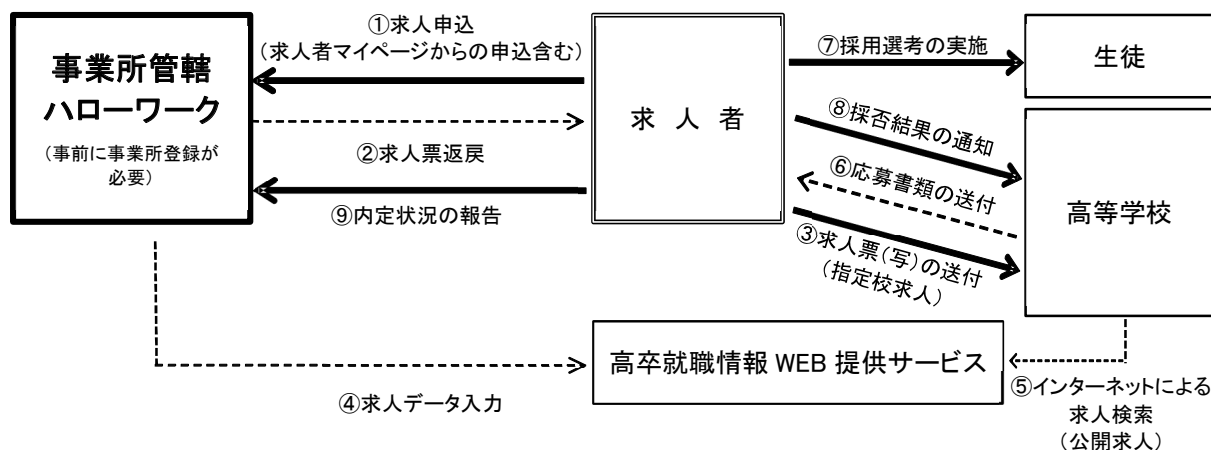 ①求人申込
(求人者マイページからの申込含む)
事業所管轄
ハローワーク
(事前に事業所登録が
必要)
②求人票返戻
⑨内定状況の報告
求 人 者
⑦採用選考の実施
生徒
⑧採否結果の通知
⑥応募書類の送付
③求人票(写)の送付
(指定校求人)
高等学校
高卒就職情報 WEB 提供サービス
④求人データ入力
⑤インターネットによる
求人検索
(公開求人)